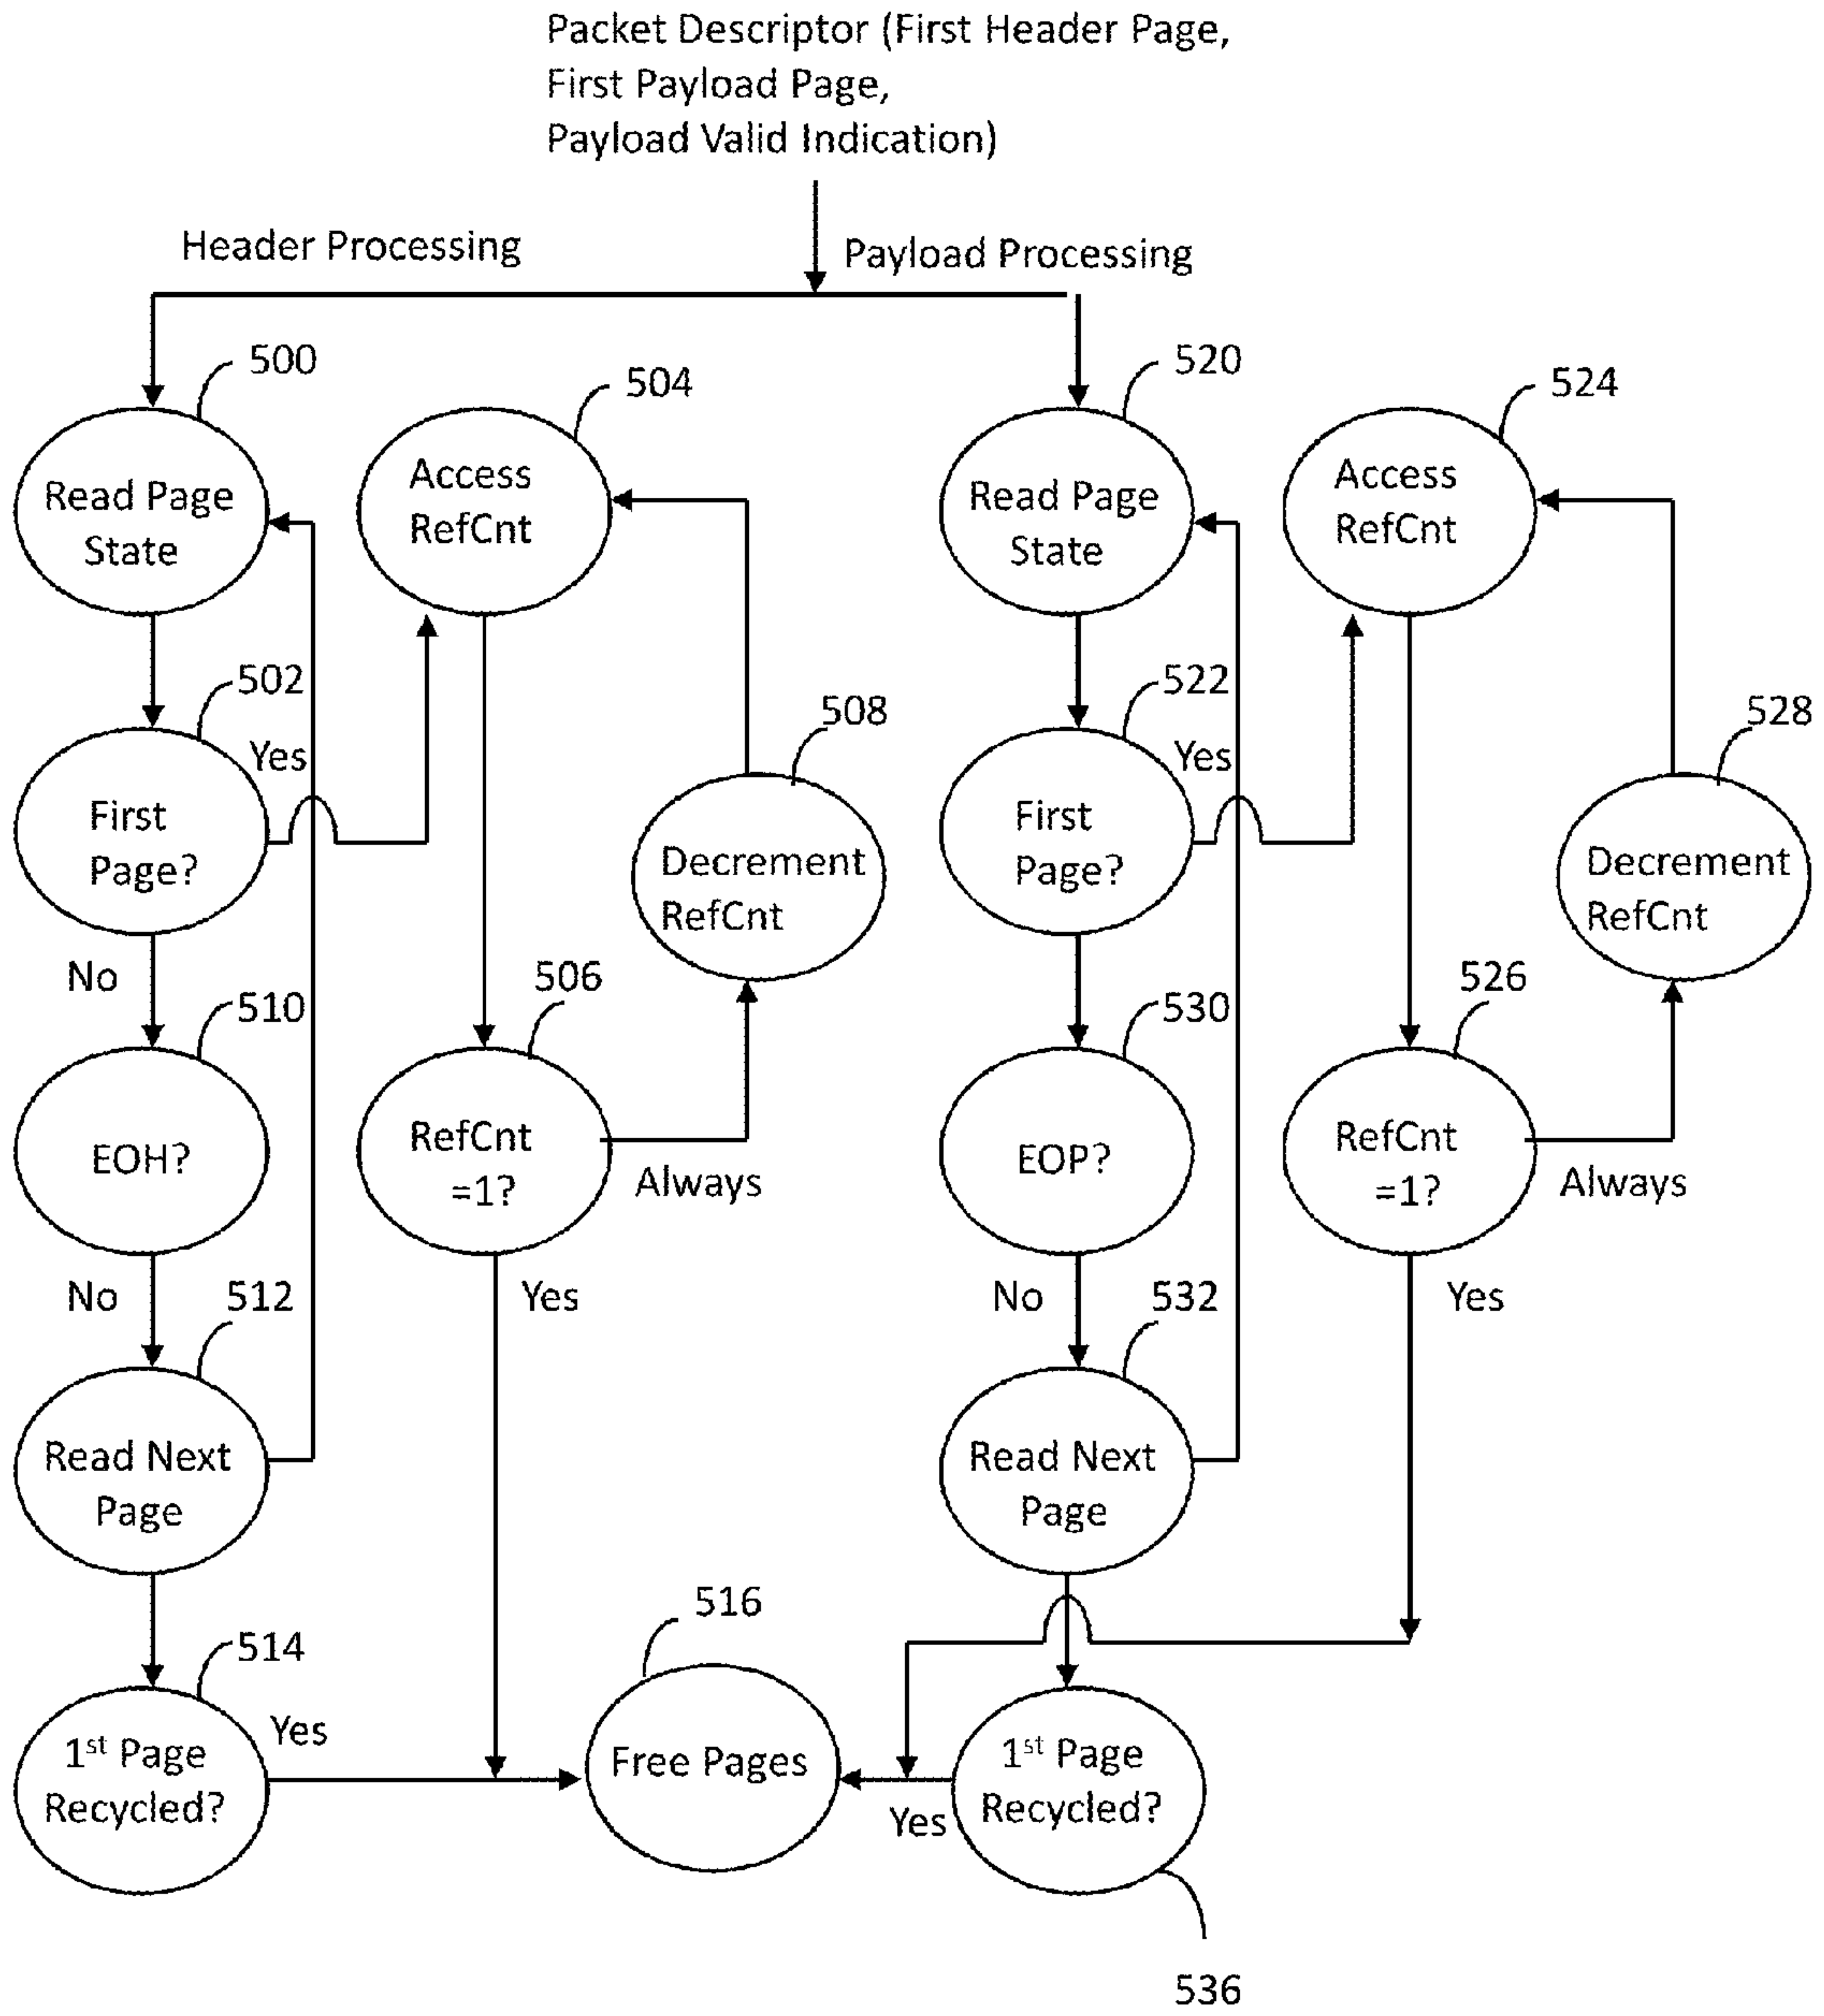 Packet Descriptor (First Header Page,
First Payload Page,
Payload Valid Indication)
Header Processing
Payload Processing
500
504
520
524
Read Page
State
Access
RefCnt
Read Page
State
Access
RefCnt
502
Yes
508
522
Yes
528
First
Page?
Decrement
RefCnt
First
Page?
Decrement
RefCnt
No
510
506
530
526
EOH?
RefCnt
=1?
Always
EOP?
RefCnt
=1?
Always
No
512
Yes
No
532
Yes
Read Next
Page
Read Next
Page
516
514
1st Page
Recycled?
Yes
Free Pages
Yes
1st Page
Recycled?
536